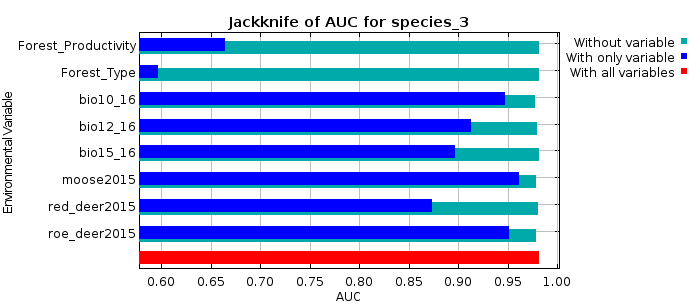 Jackknife of AUC for species_3
Forest_Productivity
Forest_Type
bio10_16
bio12_16
bio15_16
moose2015
red_deer2015
roe_deer2015
Environmental Variable
0.60 0.65 0.70 0.75 0.80 0.85 0.90 0.95 1.00
AUC
Without variable
With only variable
With all variables